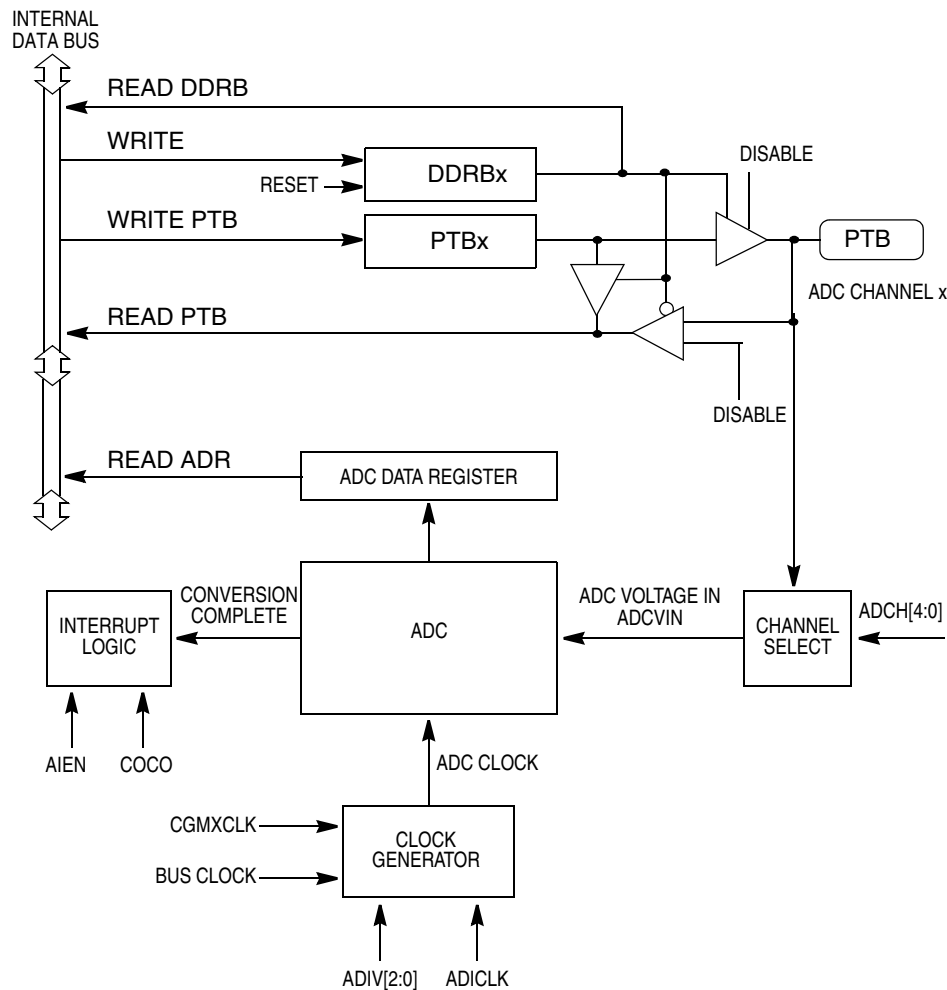 INTERNAL
DATA BUS
READ DDRB
WRITE
RESET
DDRBx
DISABLE
WRITE PTB
PTBx
PTB
ADC CHANNEL x
READ PTB
DISABLE
READ ADR
ADC DATA REGISTER
INTERRUPT
LOGIC
CONVERSION
COMPLETE
ADC
ADC VOLTAGE IN
ADCVIN
CHANNEL
SELECT
ADCH[4:0]
AIEN
COCO
ADC CLOCK
CGMXCLK
BUS CLOCK
CLOCK
GENERATOR
ADIV[2:0]
ADICLK